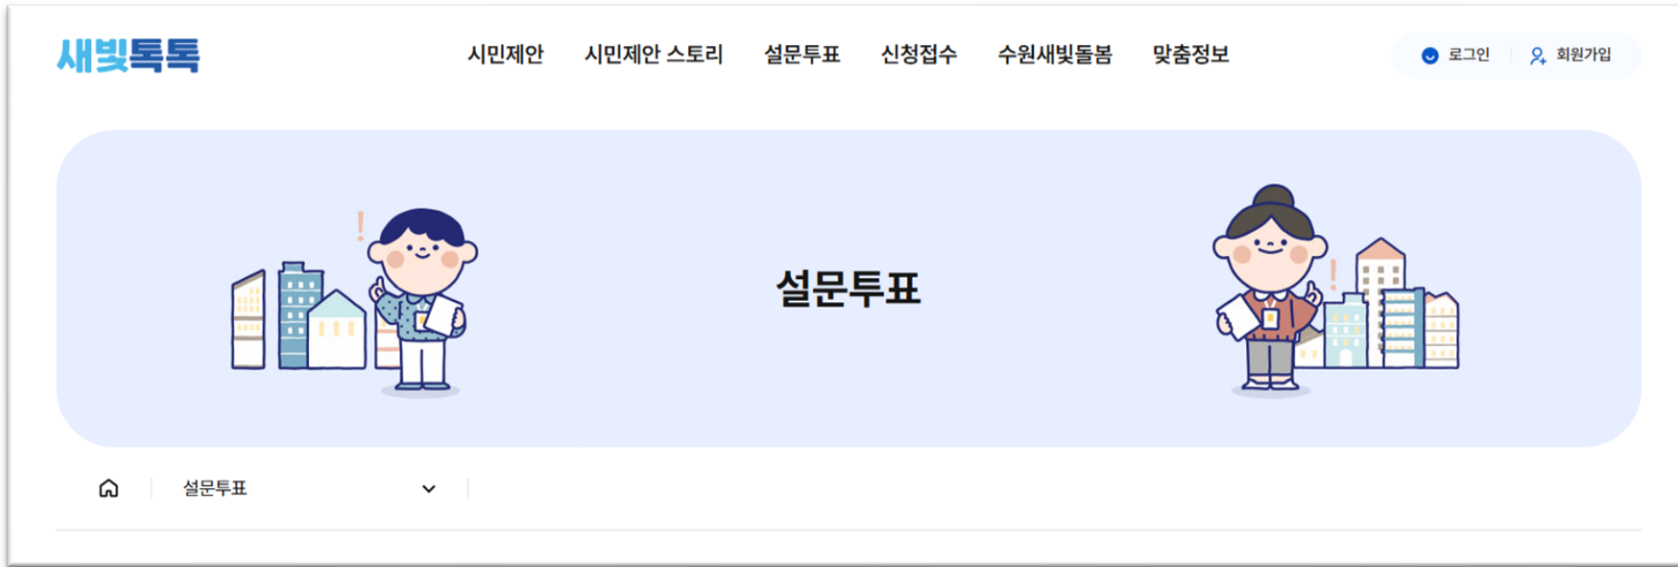 새빛톡톡
시민제안 시민제안 스토리 설문투표 신청접수 수원새빛돌봄 맞춤정보
로그인 회원가입
설문투표
설문투표